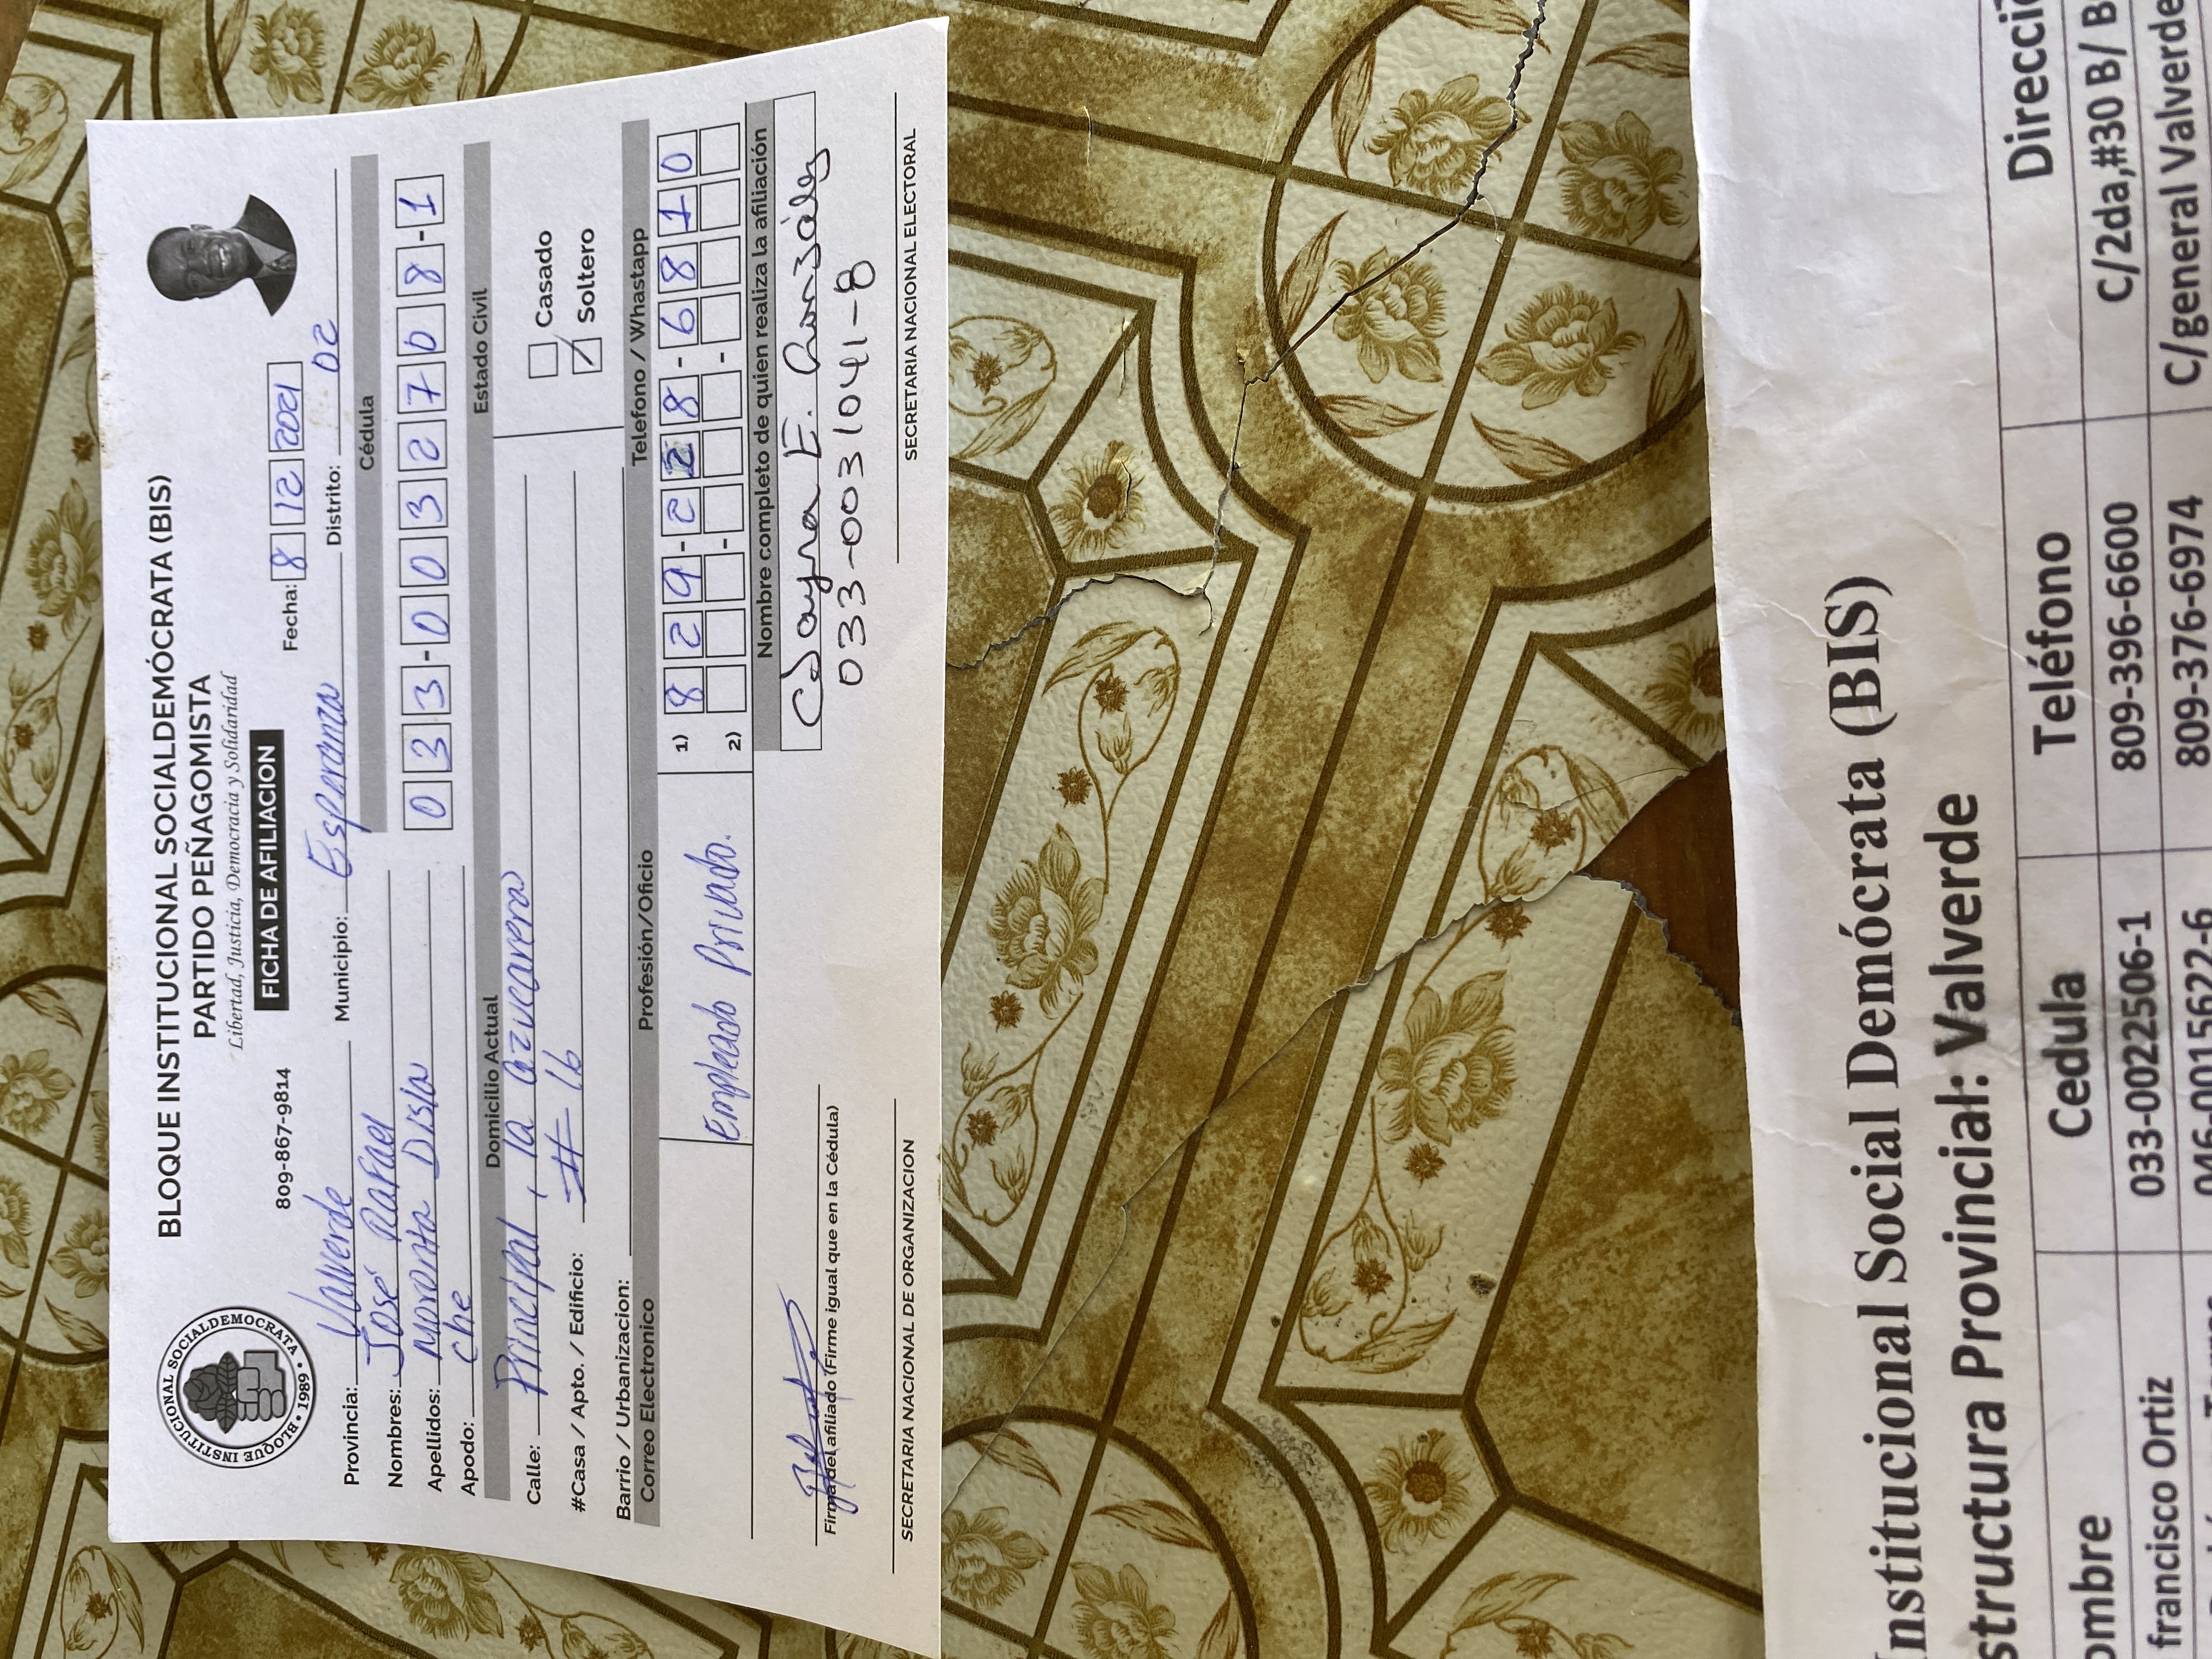 BLOQUE INSTITUCIONAL SOCIALDEMÓCRATA (BIS)
PARTIDO PEÑAGOMISTA
Libertad, Justicia, Democracia y Solidaridad
FICHA DE AFILIACION
BLOQUE INSTITUCIONAL SOCIALDEMOCRATA • 1989 •
809-867-9814
Fecha: 8 12 2021
Provincia: Valverde Municipio: Esperanza Distrito: 02
Nombres: José Rafael
Cédula
Apellidos: Moronta Disla
033-0032708-1
Apodo: Che
Domicilio Actual Estado Civil
Calle: Principal, la azucarera
Casado
#Casa / Apto. / Edificio: # 16
Soltero
Barrio / Urbanizacion:
Correo Electronico Profesión/Oficio Telefono / Whastapp
Empleado Privado.
1) 829-228-6810
2) - -
Nombre completo de quien realiza la afiliación
E. González
033-0031041-8
Firma del afiliado (Firme igual que en la Cédula)
SECRETARIA NACIONAL DE ORGANIZACION SECRETARIA NACIONAL ELECTORAL
Institucional Social Demócrata (BIS)
structura Provincial: Valverde
ombre Cedula Teléfono Direcció
francisco Ortiz 033-0022506-1 809-396-6600 C/2da,#30 B/ B
046-0015622-6 809-376-6974 C/general Valverde